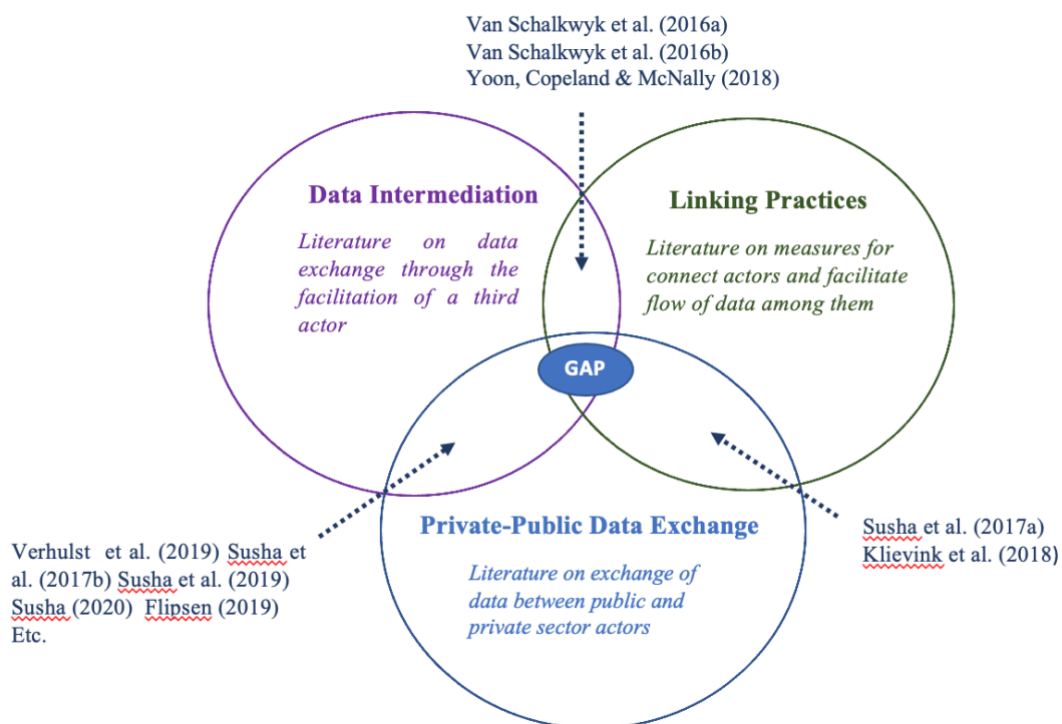 Van Schalkwyk et al. (2016a)
Van Schalkwyk et al. (2016b)
Yoon, Copeland & McNally (2018)
Data Intermediation
Literature on data
exchange through the
facilitation of a third
actor
Linking Practices
Literature on measures for
connect actors and facilitate
flow of data among them
GAP
Private-Public Data Exchange
Literature on exchange of
data between public and
private sector actors
Verhulst et al. (2019) Susha et
al. (2017b) Susha et al. (2019)
Susha (2020) Flipsen (2019)
Etc.
Susha et al. (2017a)
Klievink et al. (2018)